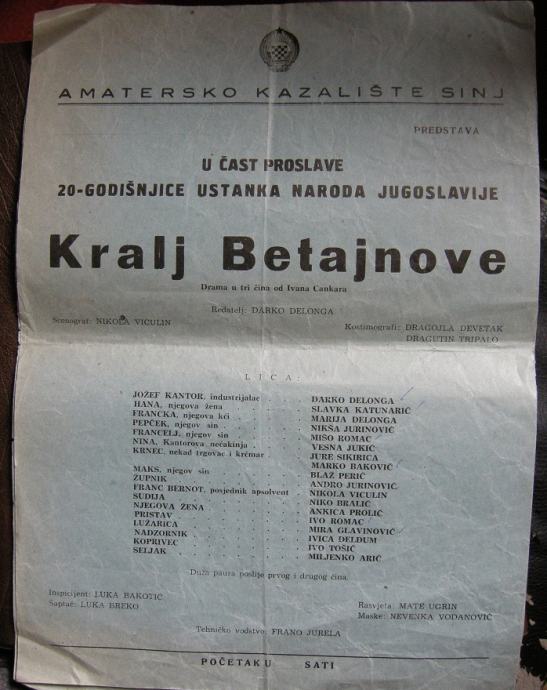 AMATERSKO KAZALIŠTE SINJ
PREDSTAVA
U ČAST PROSLAVE
20-GODIŠNJICE USTANKA NARODA JUGOSLAVIJE
Kralj Betajnove
Drama u tri čina od Ivana Cankara
Redatelj: DARKO DELONGA
Scenograf: NIKOLA VICULIN
Kostimografi: DRAGOJLA DEVETAK
DRAGUTIN TRIPALO
LICA:
JOŽEF KANTOR, industrijalac . . . . DARKO DELONGA
HANA, njegova žena . . . . SLAVKA KATUNARIĆ
FRANCKA, njegova kći . . . . MARIJA DELONGA
PEPČEK, njegov sin . . . . NIKŠA JURINOVIĆ
FRANCELJ, njegov sin . . . . MIŠO ROMAC
NINA, Kantorova nećakinja . . . . VESNA JUKIĆ
KRNEC, nekad trgovac i krčmar . . . . JURE SIKIRICA
MAKS, njegov sin . . . . MARKO BAKOVIĆ
ŽUPNIK . . . . BLAŽ PERIĆ
FRANC BERNOT, posjednik apsolvent . . . . ANDRO JURINOVIĆ
SUDIJA . . . . NIKOLA VICULIN
NJEGOVA ŽENA . . . . NIKO BRALIĆ
PRISTAV . . . . ANKICA PROLIĆ
LUŽARICA . . . . IVO ROMAC
NADZORNIK . . . . MIRA GLAVINOVIĆ
KOPRIVEC . . . . IVICA DELDUM
SELJAK . . . . IVO TOŠIĆ
MILJENKO ARIĆ
Duža pauza poslije prvog i drugog čina.
Inspicijent: LUKA BAKOTIĆ
Šaptač: LUKA BREKO
Rasvjeta: MATE UGRIN
Maske: NEVENKA VODANOVIĆ
Tehničko vodstvo: FRANO JURELA
POČETAK U SATI